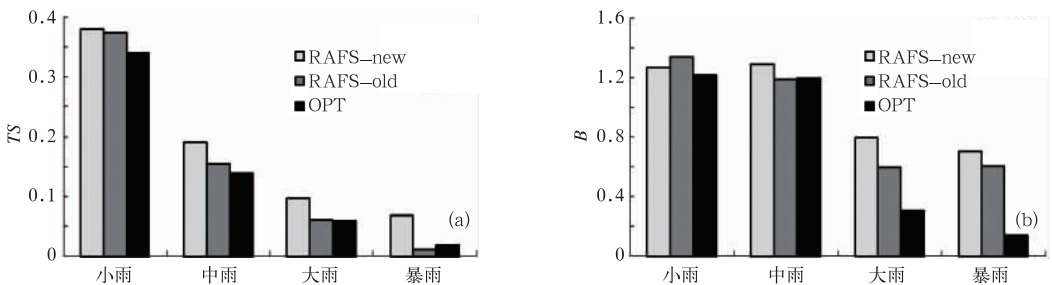 0.4
0.3
0.2
0.1
0
TS
RAFS—new
RAFS—old
OPT
(a)
小雨 中雨 大雨 暴雨
1.6
1.2
0.8
0.4
0
B
RAFS—new
RAFS—old
OPT
(b)
小雨 中雨 大雨 暴雨